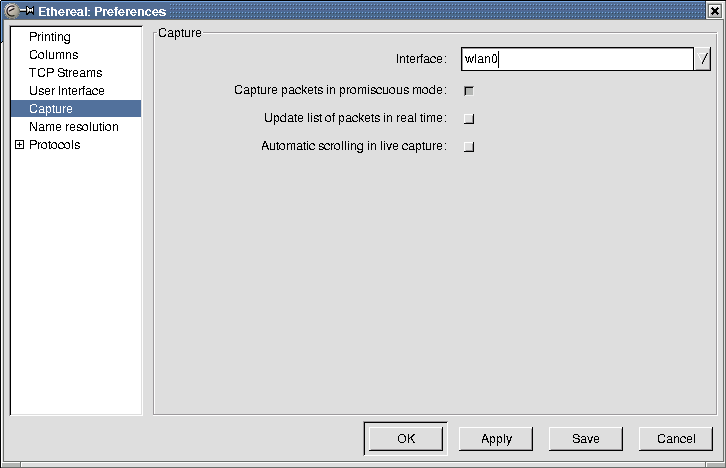 Ethereal: Preferences
Printing
Columns
TCP Streams
User Interface
Capture
Name resolution
Protocols
Capture
Interface: wlan0
Capture packets in promiscuous mode:
Update list of packets in real time:
Automatic scrolling in live capture:
OK Apply Save Cancel